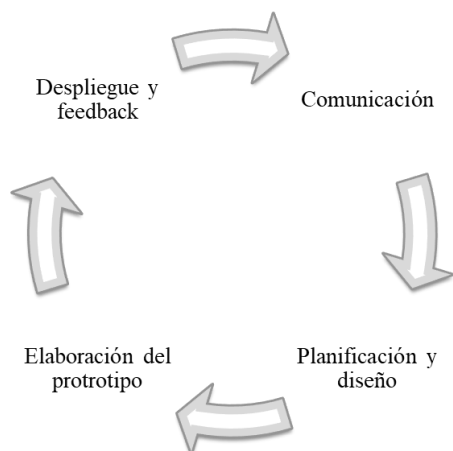 Despliegue y
feedback
Comunicación
Elaboración del
protrotipo
Planificación y
diseño